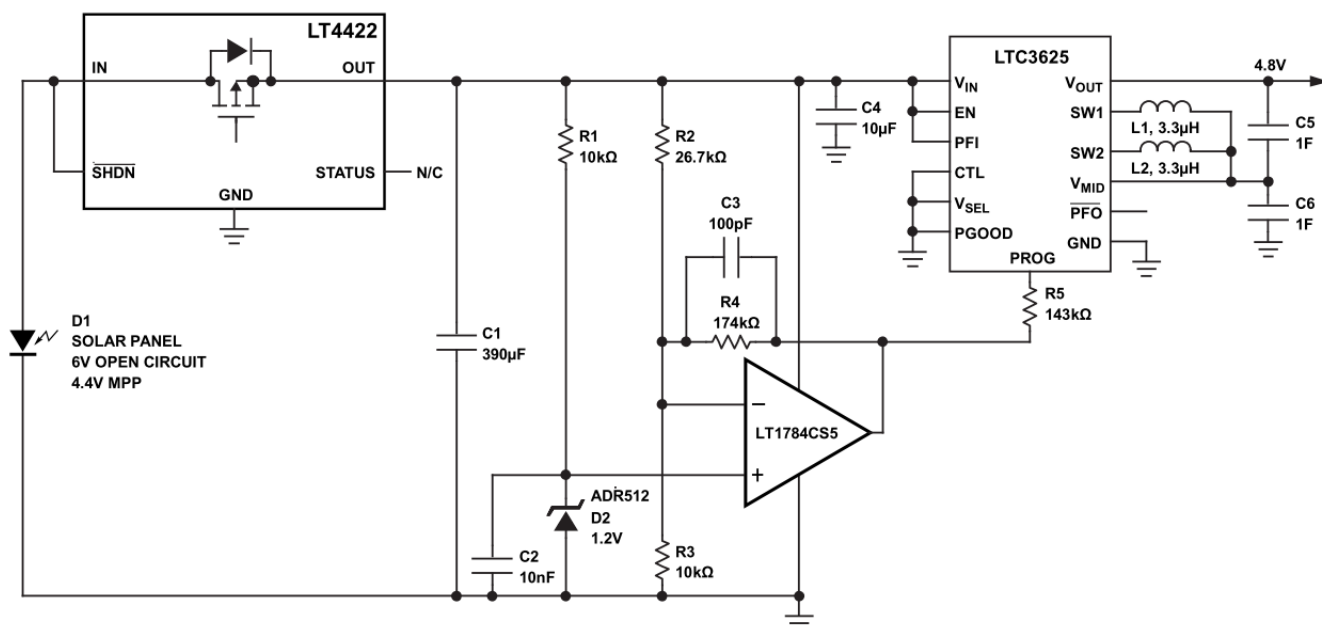 LT4422
IN
OUT
SHDN
STATUS
N/C
GND
D1
SOLAR PANEL
6V OPEN CIRCUIT
4.4V MPP
C1
390µF
R1
10kΩ
R2
26.7kΩ
C3
100pF
R4
174kΩ
LT1784CS5
−
+
ADR512
D2
1.2V
C2
10nF
R3
10kΩ
C4
10µF
LTC3625
VIN
EN
PFI
CTL
VSEL
PGOOD
PROG
VOUT
SW1
SW2
VMID
PFO
GND
R5
143kΩ
4.8V
L1, 3.3µH
L2, 3.3µH
C5
1F
C6
1F